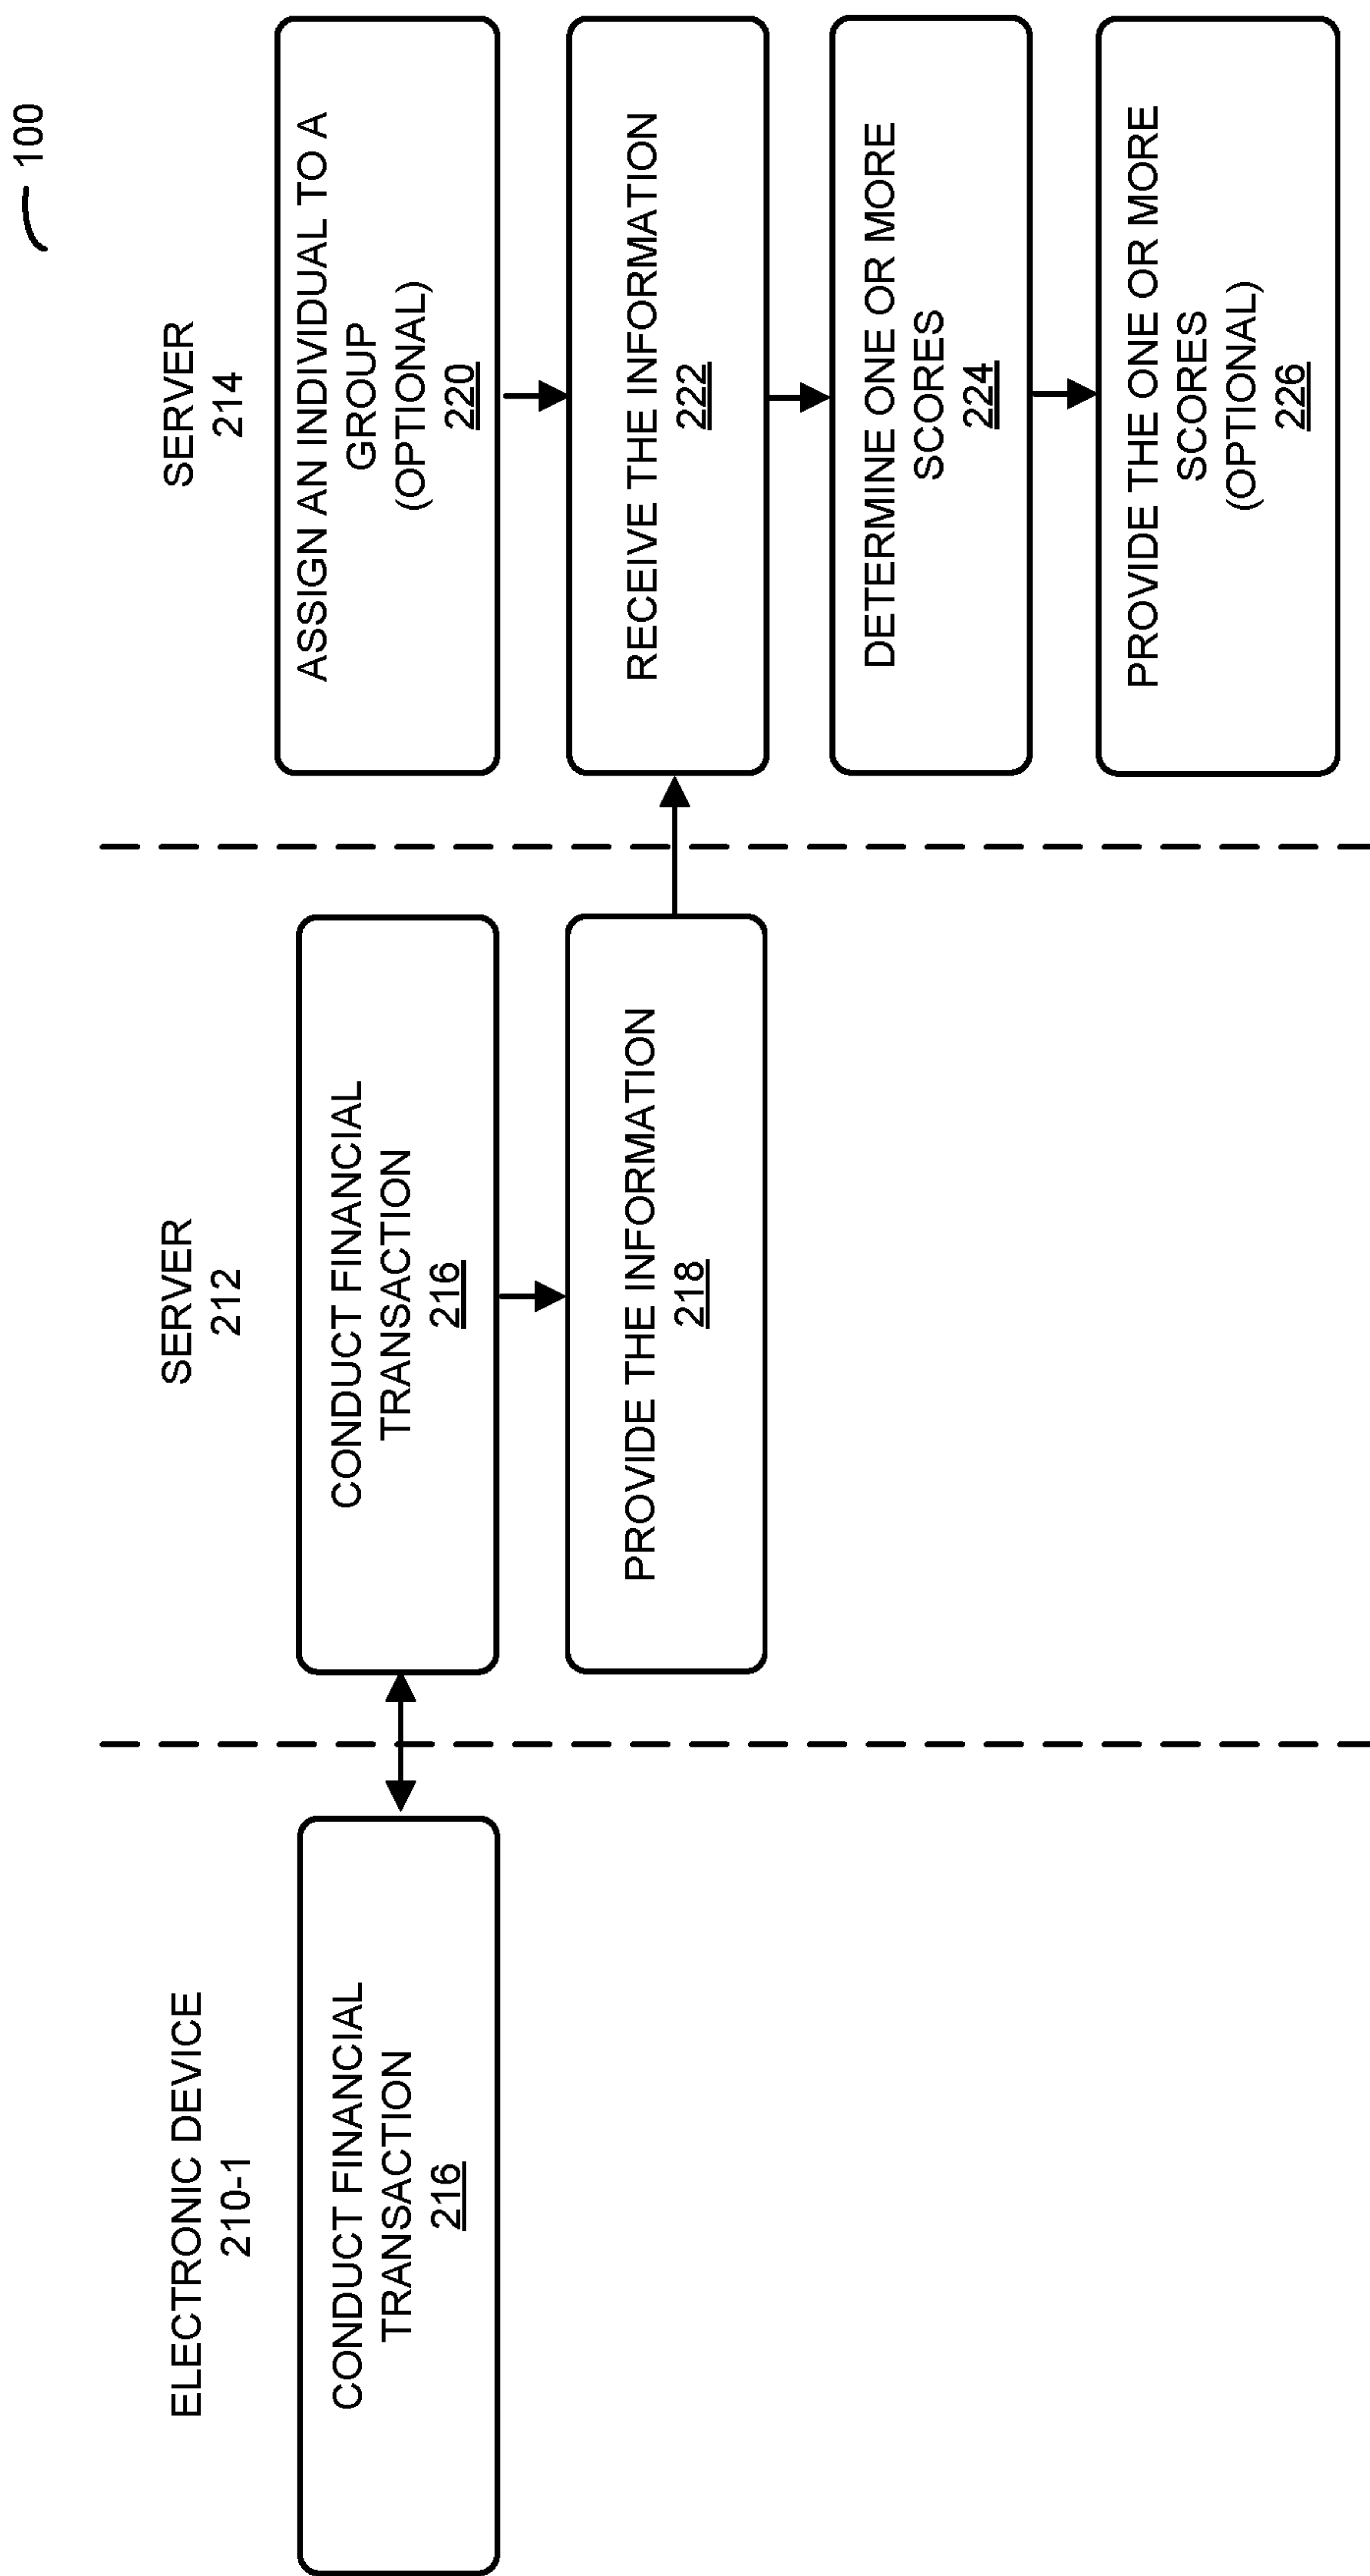 100
ELECTRONIC DEVICE
210-1
SERVER
212
SERVER
214
CONDUCT FINANCIAL
TRANSACTION
216
CONDUCT FINANCIAL
TRANSACTION
216
ASSIGN AN INDIVIDUAL TO A
GROUP
(OPTIONAL)
220
PROVIDE THE INFORMATION
218
RECEIVE THE INFORMATION
222
DETERMINE ONE OR MORE
SCORES
224
PROVIDE THE ONE OR MORE
SCORES
(OPTIONAL)
226